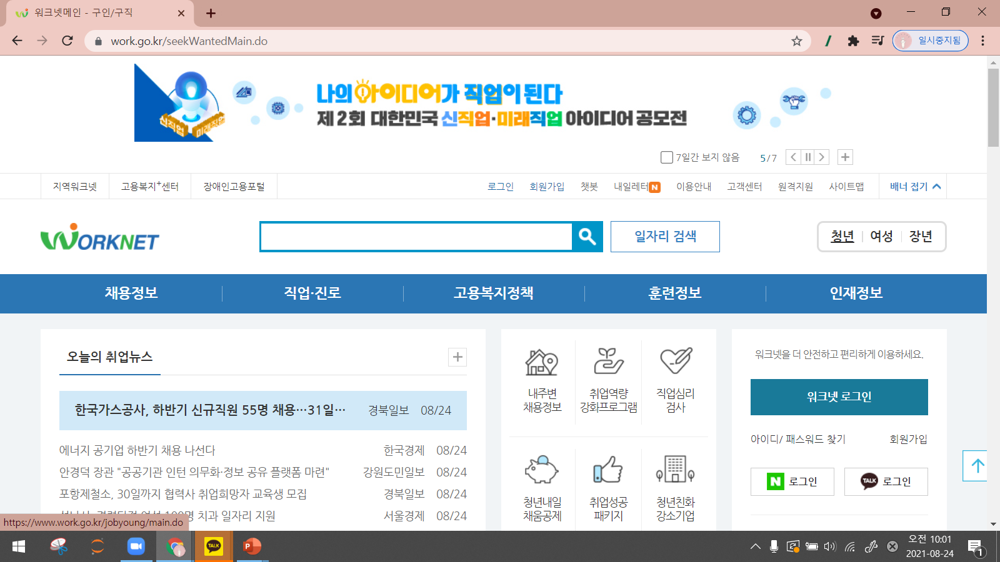 워크넷메인 - 구인/구직
work.go.kr/seekWantedMain.do
일시중지됨
신직업 미래직업
나의 아이디어가 직업이 된다
제 2회 대한민국 신직업·미래직업 아이디어 공모전
7일간 보지 않음 5/7
지역워크넷 고용복지+센터 장애인고용포털 로그인 회원가입 챗봇 내일레터 N 이용안내 고객센터 원격지원 사이트맵 배너 접기
WORKNET 일자리 검색 청년 여성 장년
채용정보 직업·진로 고용복지정책 훈련정보 인재정보
오늘의 취업뉴스
한국가스공사, 하반기 신규직원 55명 채용…31일… 경북일보 08/24
에너지 공기업 하반기 채용 나선다 한국경제 08/24
안경덕 장관 "공공기관 인턴 의무화·정보 공유 플랫폼 마련" 강원도민일보 08/24
포항제철소, 30일까지 협력사 취업희망자 교육생 모집 경북일보 08/24
치과 일자리 지원 서울경제 08/24
내주변
채용정보
취업역량
강화프로그램
직업심리
검사
청년내일
채움공제
취업성공
패키지
청년친화
강소기업
워크넷을 더 안전하고 편리하게 이용하세요.
워크넷 로그인
아이디/ 패스워드 찾기 회원가입
N 로그인 TALK 로그인
https://www.work.go.kr/jobyoung/main.do
TALK
P
오전 10:01
2021-08-24
1